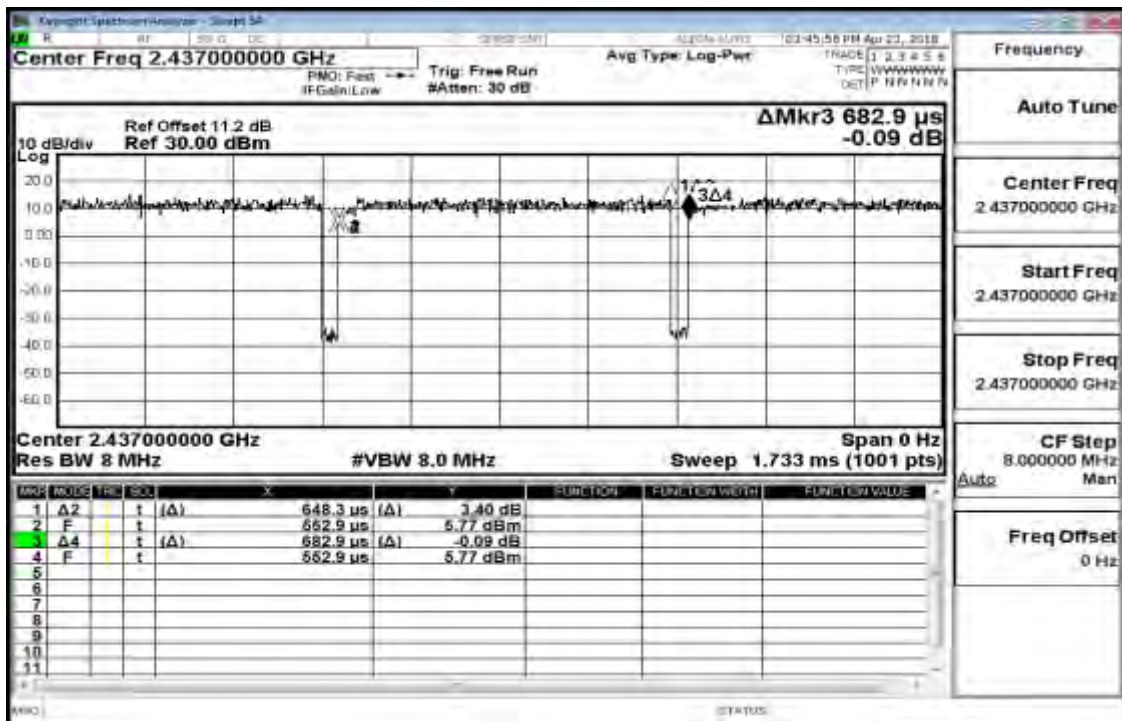 Keysight Spectrum Analyzer - Swept SA
Center Freq 2.437000000 GHz
PNO: Fast
IFGain:Low
Trig: Free Run
#Atten: 30 dB
Avg Type: Log-Pwr
03:45:56 PM Apr 23, 2018
TRACE 1 2 3 4 5 6
TYPE WWWWWW
DET P N N N N N
ΔMkr3 682.9 µs
-0.09 dB
Ref Offset 11.2 dB
Ref 30.00 dBm
10 dB/div
Log
20.0
10.0
0.00
-10.0
-20.0
-30.0
-40.0
-50.0
-60.0
3Δ4
Center 2.437000000 GHz
Span 0 Hz
Res BW 8 MHz
#VBW 8.0 MHz
Sweep 1.733 ms (1001 pts)
MKR MODE TRC SCL X Y FUNCTION FUNCTION WIDTH FUNCTION VALUE
1 Δ2 t (Δ) 648.3 µs (Δ) 3.40 dB
2 F t 552.9 µs 5.77 dBm
3 Δ4 t (Δ) 682.9 µs (Δ) -0.09 dB
4 F t 552.9 µs 5.77 dBm
5
6
7
8
9
10
11
MSG
STATUS
Frequency
Auto Tune
Center Freq
2.437000000 GHz
Start Freq
2.437000000 GHz
Stop Freq
2.437000000 GHz
CF Step
8.000000 MHz
Auto Man
Freq Offset
0 Hz